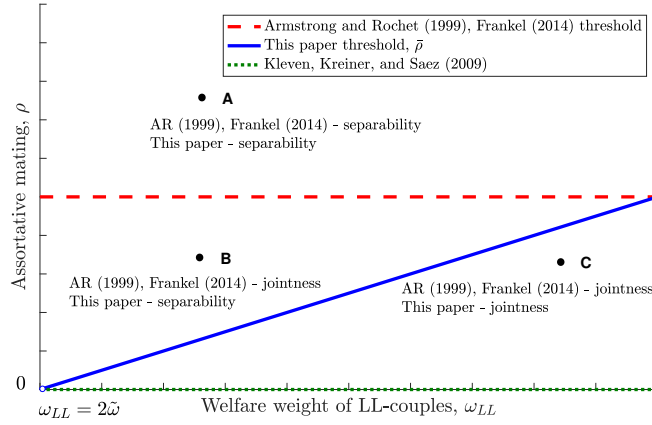 Armstrong and Rochet (1999), Frankel (2014) threshold
This paper threshold, ρ̄
Kleven, Kreiner, and Saez (2009)
Assortative mating, ρ
A
AR (1999), Frankel (2014) - separability
This paper - separability
B
AR (1999), Frankel (2014) - jointness
This paper - separability
C
AR (1999), Frankel (2014) - jointness
This paper - jointness
0
ω_LL = 2ω̃
Welfare weight of LL-couples, ω_LL